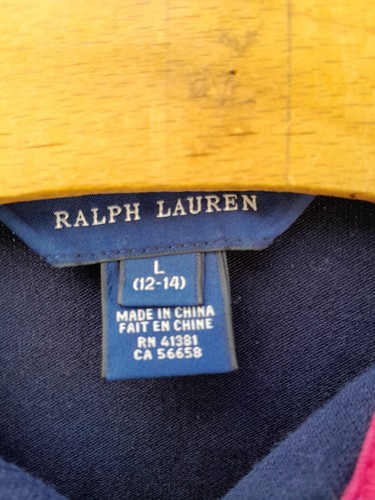 RALPH LAUREN
L
(12-14)
MADE IN CHINA
FAIT EN CHINE
RN 41381
CA 56658